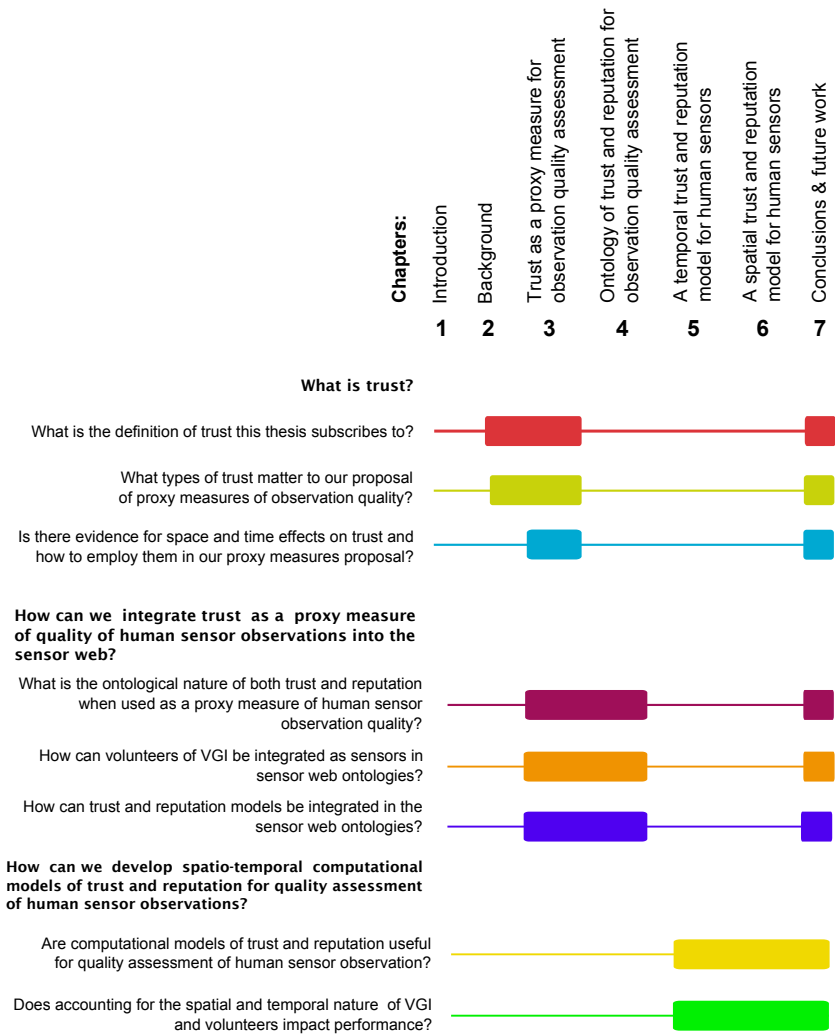 Chapters:
Introduction
Background
Trust as a proxy measure for
observation quality assessment
Ontology of trust and reputation for
observation quality assessment
A temporal trust and reputation
model for human sensors
A spatial trust and reputation
model for human sensors
Conclusions & future work
1 2 3 4 5 6 7
What is trust?
What is the definition of trust this thesis subscribes to?
What types of trust matter to our proposal
of proxy measures of observation quality?
Is there evidence for space and time effects on trust and
how to employ them in our proxy measures proposal?
How can we integrate trust as a proxy measure
of quality of human sensor observations into the
sensor web?
What is the ontological nature of both trust and reputation
when used as a proxy measure of human sensor
observation quality?
How can volunteers of VGI be integrated as sensors in
sensor web ontologies?
How can trust and reputation models be integrated in the
sensor web ontologies?
How can we develop spatio-temporal computational
models of trust and reputation for quality assessment
of human sensor observations?
Are computational models of trust and reputation useful
for quality assessment of human sensor observation?
Does accounting for the spatial and temporal nature of VGI
and volunteers impact performance?